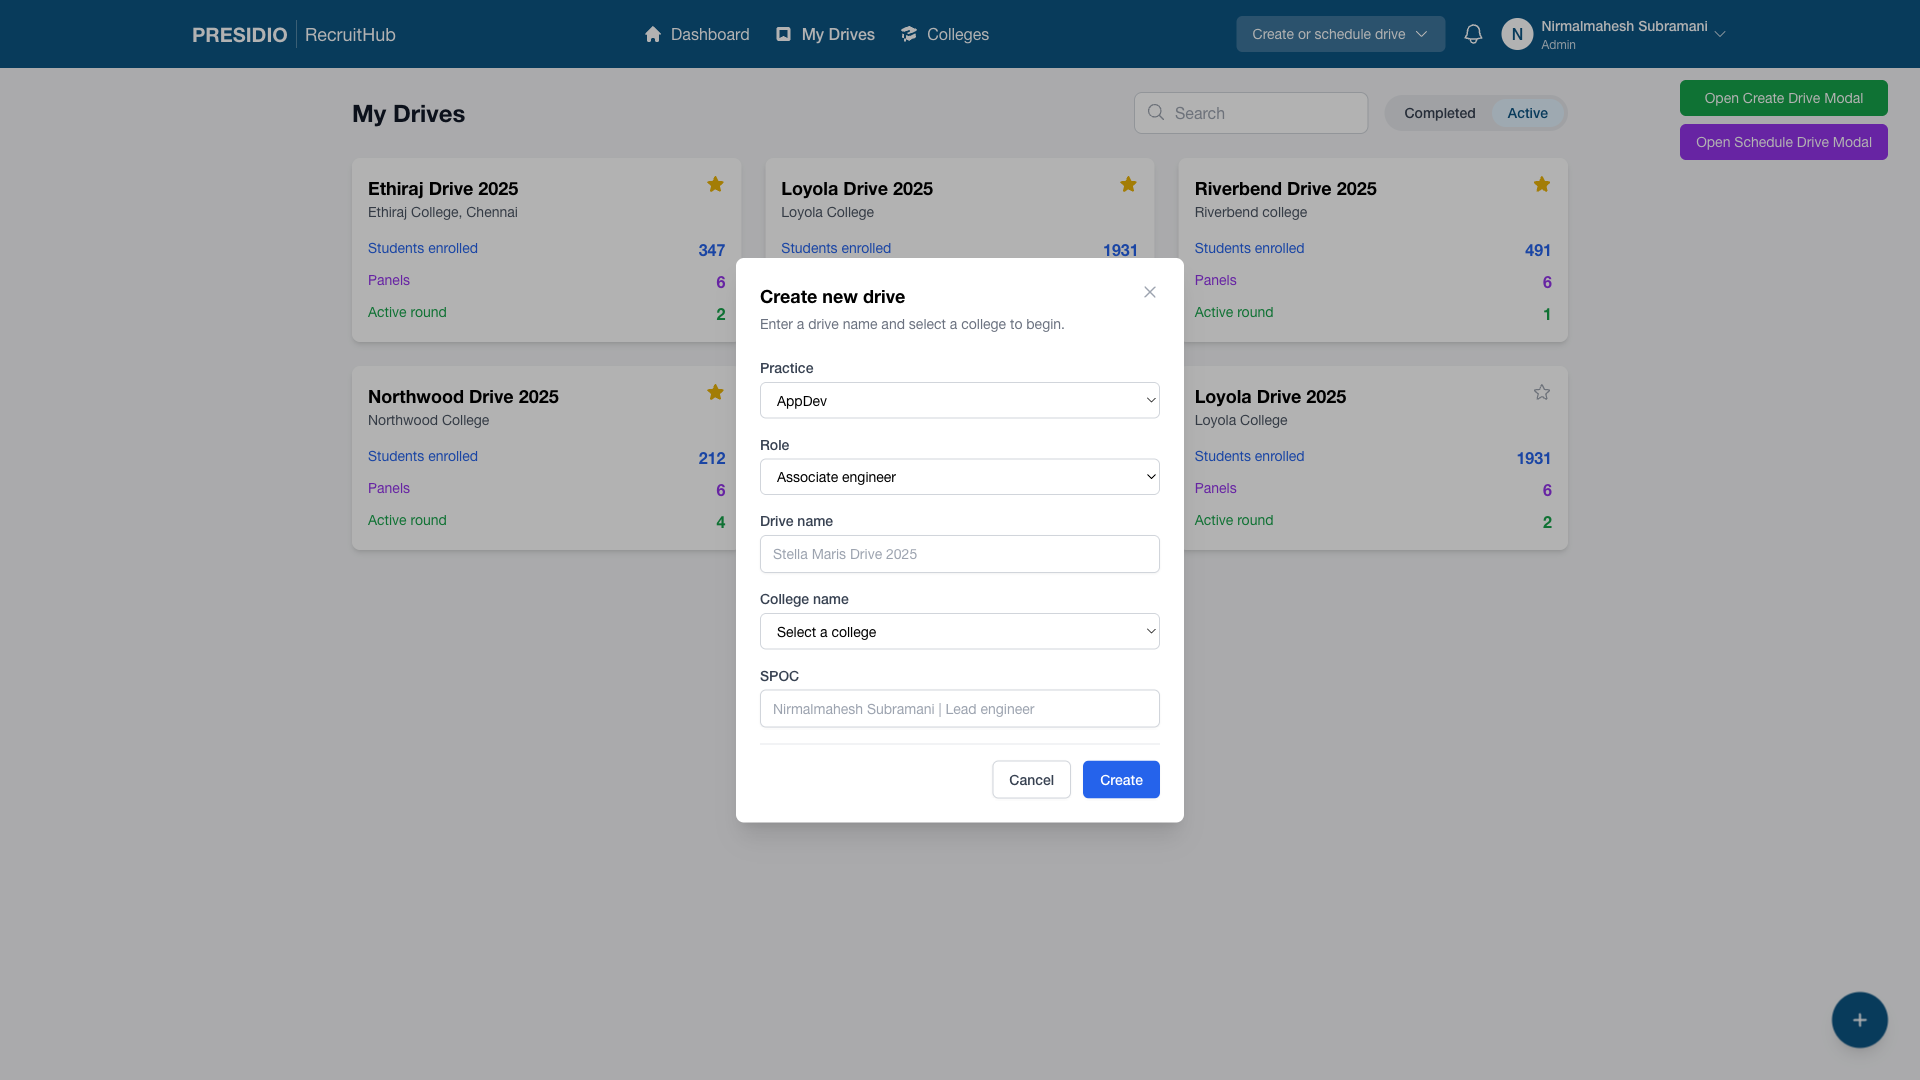 PRESIDIO RecruitHub
Dashboard My Drives Colleges
Create or schedule drive
N Nirmalmahesh Subramani
Admin
Open Create Drive Modal
Open Schedule Drive Modal
My Drives
Search
Completed Active
Ethiraj Drive 2025
Ethiraj College, Chennai
Students enrolled 347
Panels 6
Active round 2
Loyola Drive 2025
Loyola College
Students enrolled 1931
Riverbend Drive 2025
Riverbend college
Students enrolled 491
Panels 6
Active round 1
Northwood Drive 2025
Northwood College
Students enrolled 212
Panels 6
Active round 4
Loyola Drive 2025
Loyola College
Students enrolled 1931
Panels 6
Active round 2
Create new drive
Enter a drive name and select a college to begin.
Practice
AppDev
Role
Associate engineer
Drive name
Stella Maris Drive 2025
College name
Select a college
SPOC
Nirmalmahesh Subramani | Lead engineer
Cancel Create
+